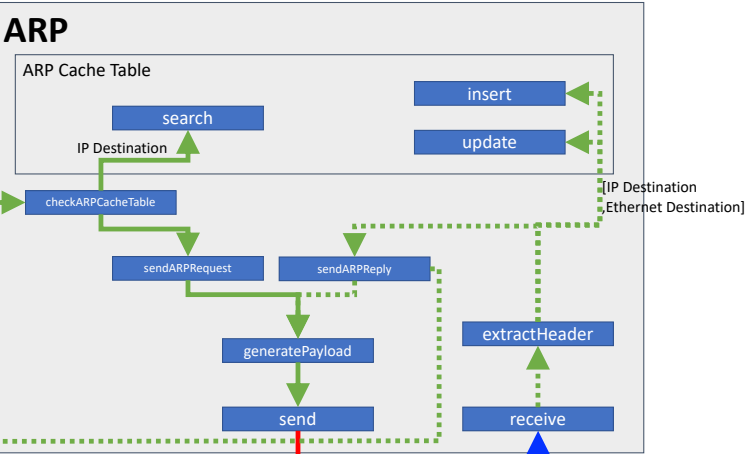 ARP
ARP Cache Table
insert
search
update
IP Destination
[IP Destination
,Ethernet Destination]
checkARPCacheTable
sendARPRequest
sendARPReply
extractHeader
generatePayload
send
receive